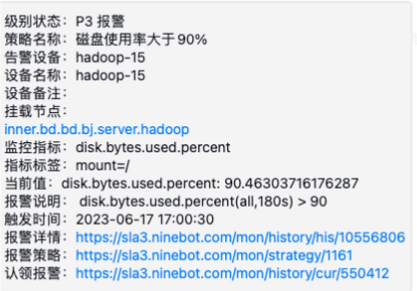 级别状态：P3 报警
策略名称：磁盘使用率大于90%
告警设备：hadoop-15
设备名称：hadoop-15
设备备注：
挂载节点：
inner.bd.bd.bj.server.hadoop
监控指标：disk.bytes.used.percent
指标标签：mount=/
当前值：disk.bytes.used.percent: 90.46303716176287
报警说明： disk.bytes.used.percent(all,180s) > 90
触发时间：2023-06-17 17:00:30
报警详情：https://sla3.ninebot.com/mon/history/his/10556806
报警策略：https://sla3.ninebot.com/mon/strategy/1161
认领报警：https://sla3.ninebot.com/mon/history/cur/550412